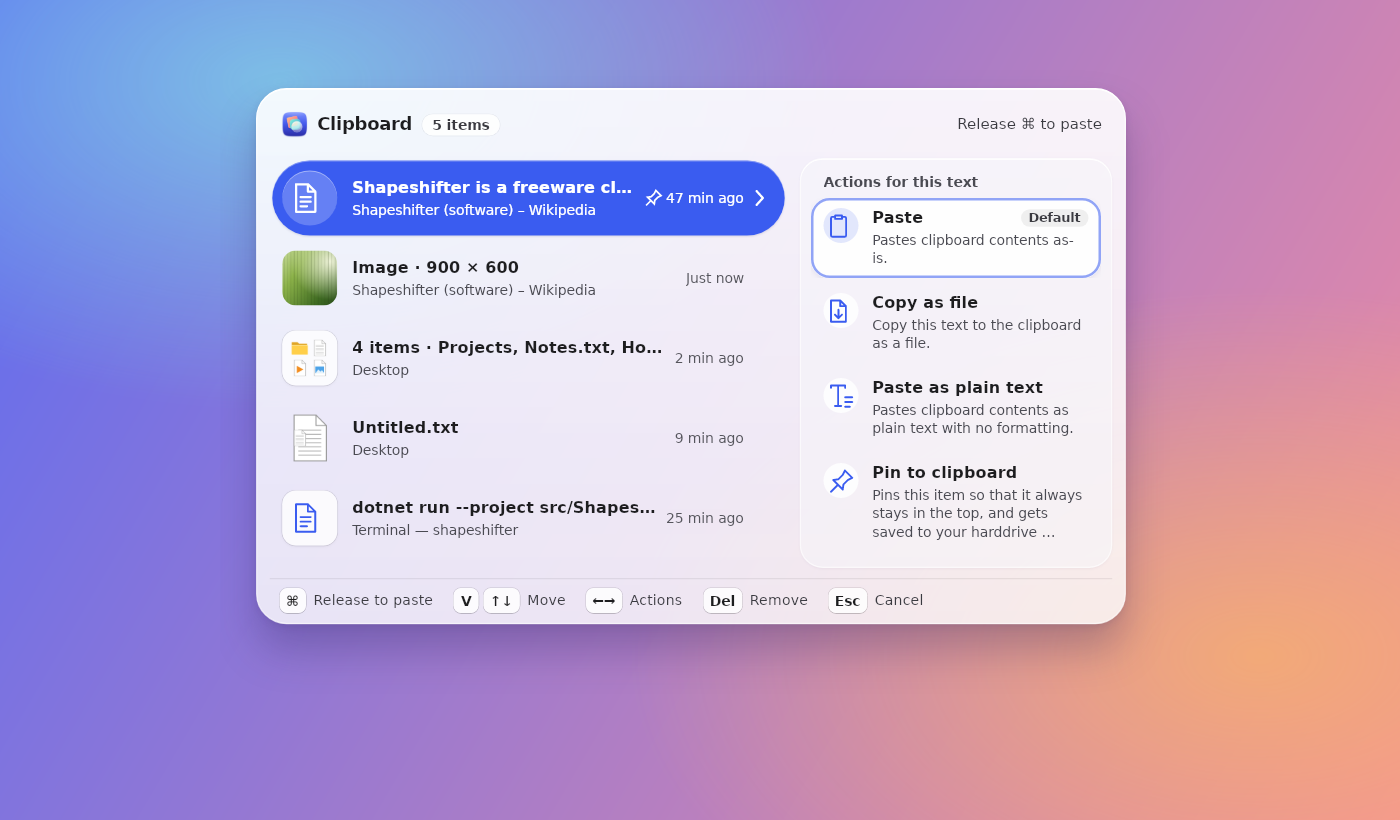 Clipboard
5 items
Release ⌘ to paste
Shapeshifter is a freeware cl…
47 min ago
Shapeshifter (software) – Wikipedia
Image · 900 × 600
Just now
Shapeshifter (software) – Wikipedia
4 items · Projects, Notes.txt, Ho…
2 min ago
Desktop
Untitled.txt
9 min ago
Desktop
dotnet run --project src/Shapes…
25 min ago
Terminal — shapeshifter
Actions for this text
Paste
Default
Pastes clipboard contents as-
is.
Copy as file
Copy this text to the clipboard
as a file.
Paste as plain text
Pastes clipboard contents as
plain text with no formatting.
Pin to clipboard
Pins this item so that it always
stays in the top, and gets
saved to your harddrive …
⌘ Release to paste
V ↑↓ Move
←→ Actions
Del Remove
Esc Cancel